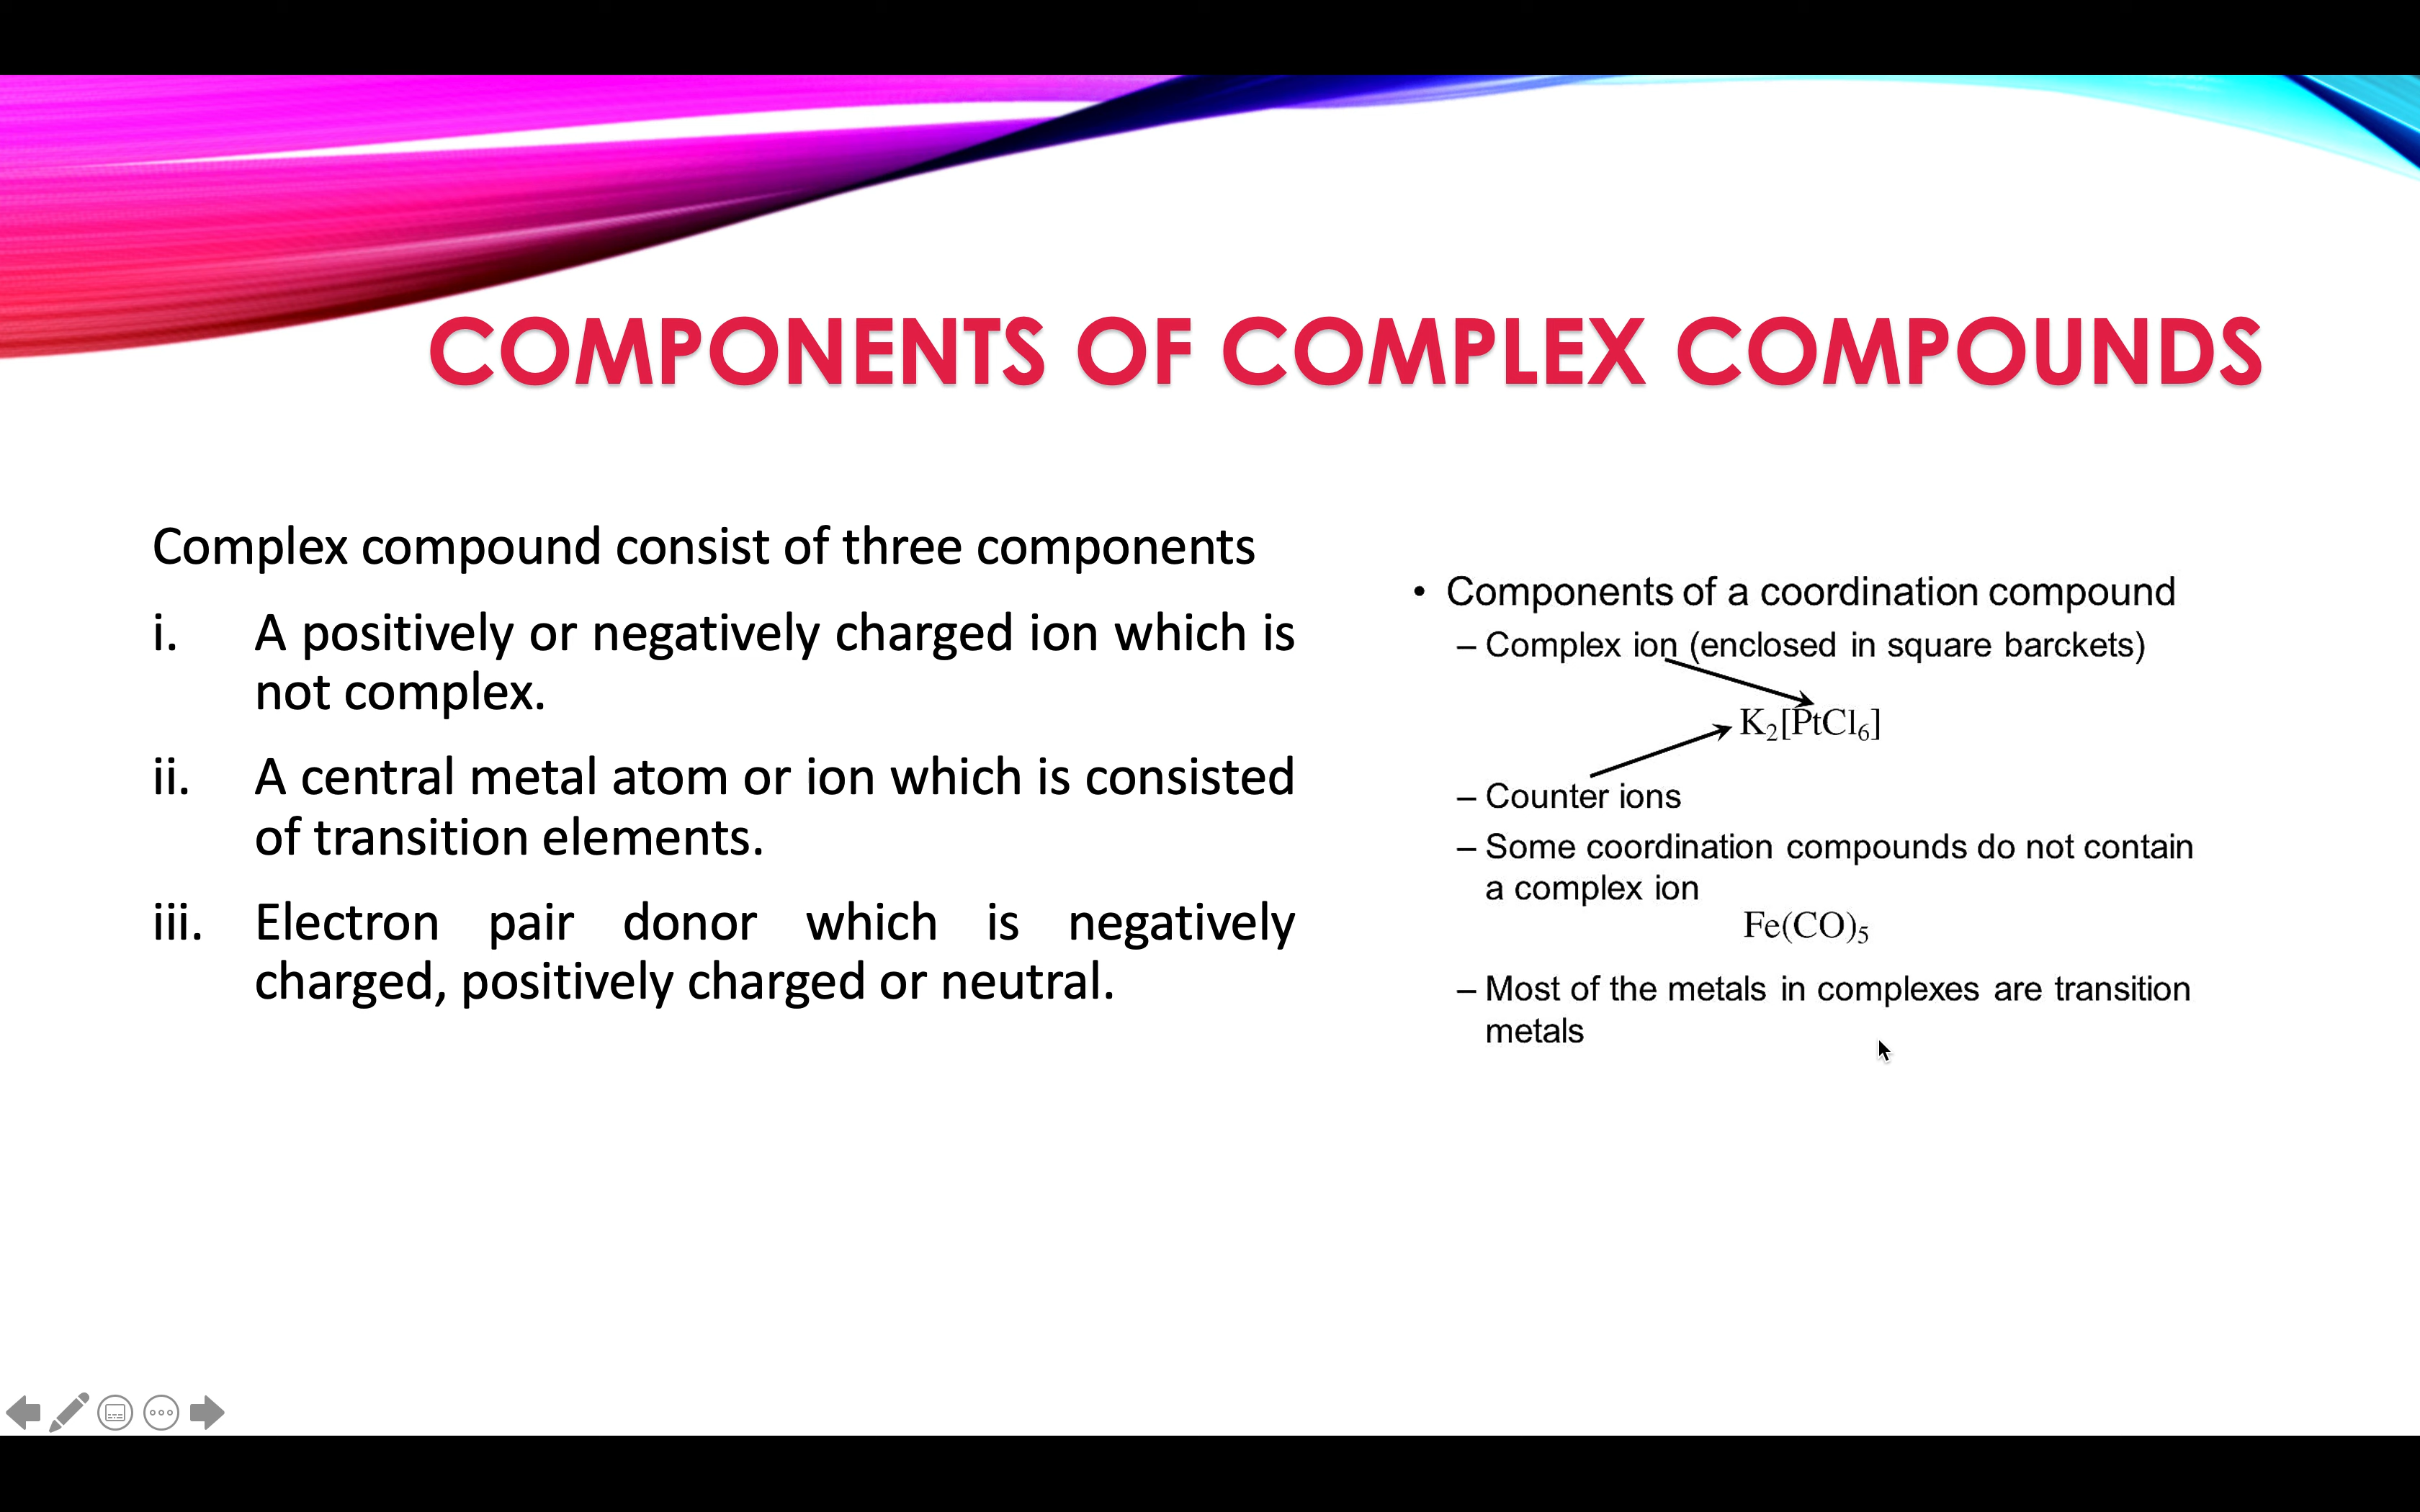 COMPONENTS OF COMPLEX COMPOUNDS
Complex compound consist of three components
i. A positively or negatively charged ion which is
not complex.
ii. A central metal atom or ion which is consisted
of transition elements.
iii. Electron pair donor which is negatively
charged, positively charged or neutral.
• Components of a coordination compound
– Complex ion (enclosed in square barckets)
K₂[PtCl₆]
– Counter ions
– Some coordination compounds do not contain
a complex ion
Fe(CO)₅
– Most of the metals in complexes are transition
metals